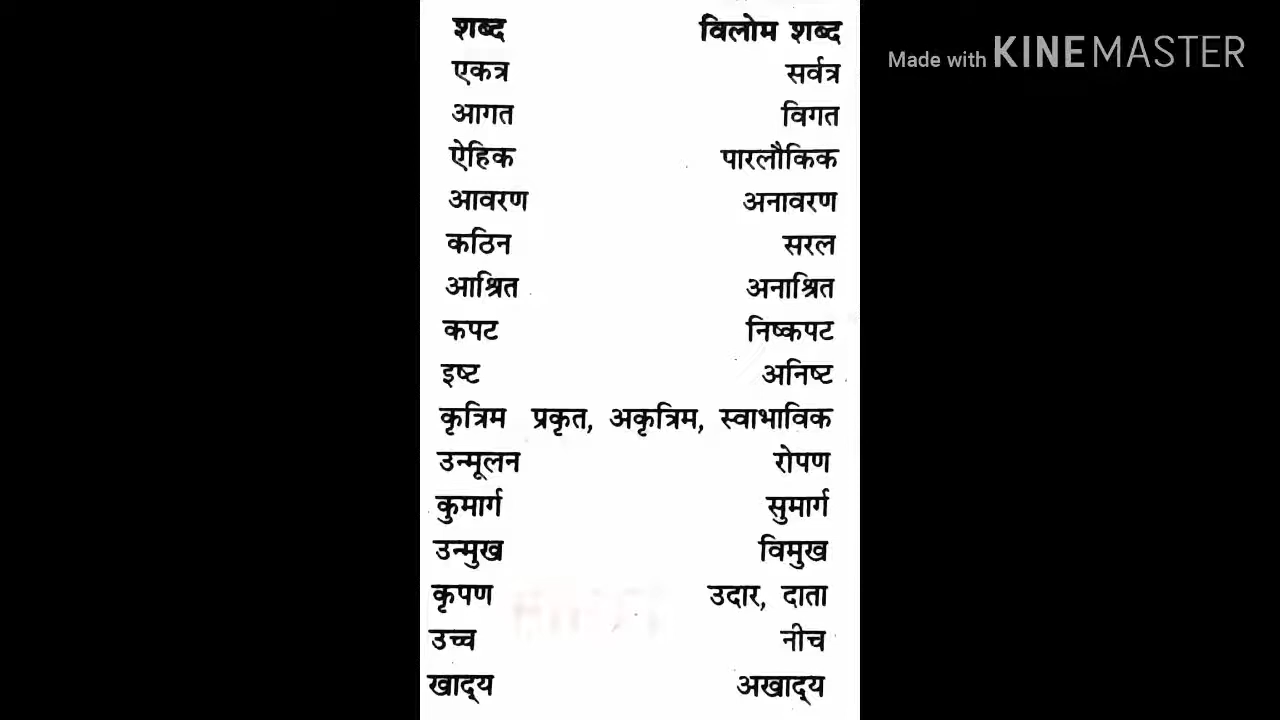 शब्द विलोम शब्द
Made with KINEMASTER
एकत्र सर्वत्र
आगत विगत
ऐहिक पारलौकिक
आवरण अनावरण
कठिन सरल
आश्रित अनाश्रित
कपट निष्कपट
इष्ट अनिष्ट
कृत्रिम प्रकृत, अकृत्रिम, स्वाभाविक
उन्मूलन रोपण
कुमार्ग सुमार्ग
उन्मुख विमुख
कृपण उदार, दाता
उच्च नीच
खाद्‌य अखाद्‌य